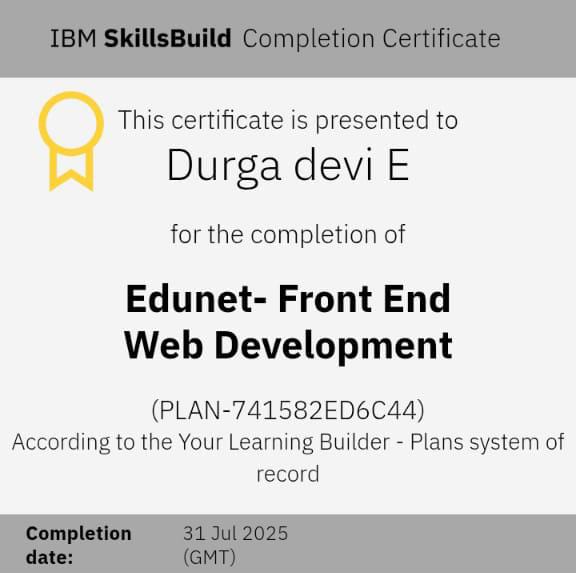 IBM SkillsBuild Completion Certificate
This certificate is presented to
Durga devi E
for the completion of
Edunet- Front End
Web Development
(PLAN-741582ED6C44)
According to the Your Learning Builder - Plans system of
record
Completion 31 Jul 2025
date: (GMT)